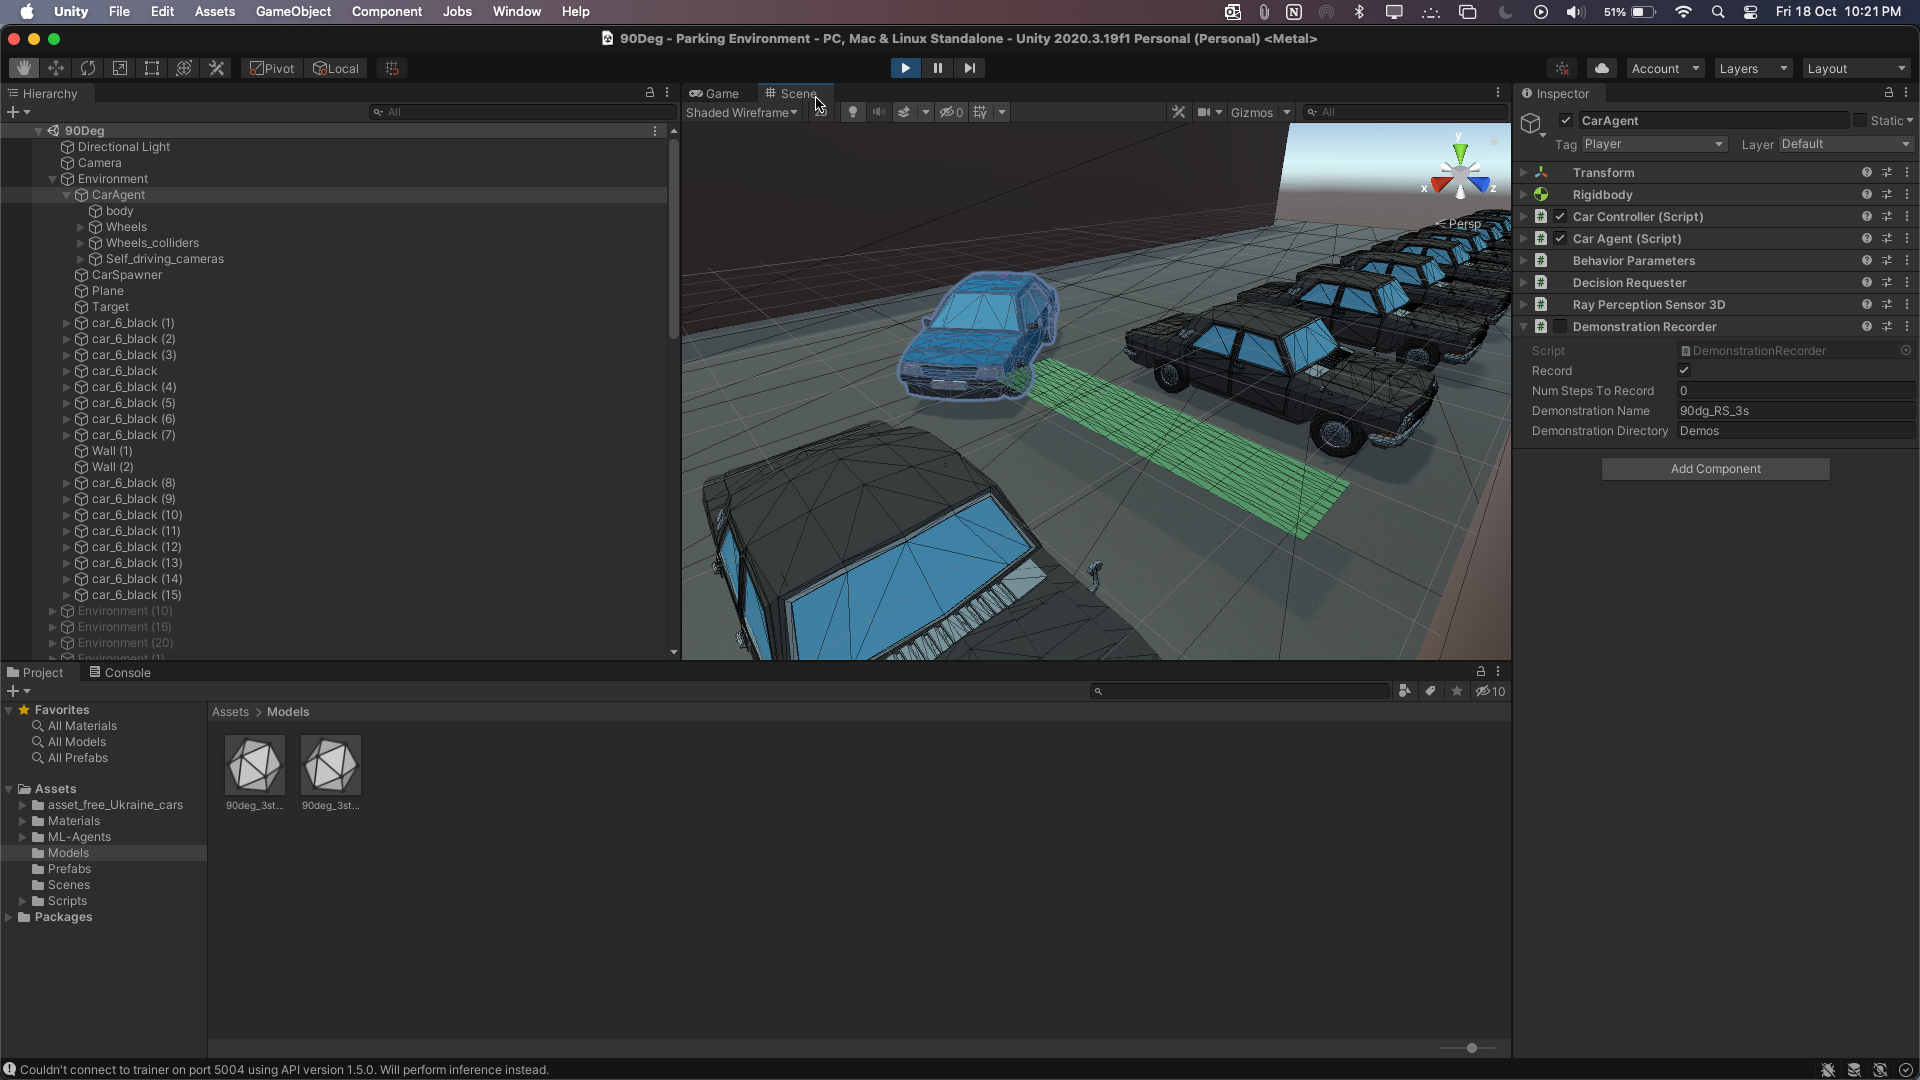 Unity File Edit Assets GameObject Component Jobs Window Help 51% Fri 18 Oct 10:21 PM
90Deg - Parking Environment - PC, Mac & Linux Standalone - Unity 2020.3.19f1 Personal (Personal) <Metal>
Pivot Local Account Layers Layout
Hierarchy
All
90Deg
Directional Light
Camera
Environment
CarAgent
body
Wheels
Wheels_colliders
Self_driving_cameras
CarSpawner
Plane
Target
car_6_black (1)
car_6_black (2)
car_6_black (3)
car_6_black
car_6_black (4)
car_6_black (5)
car_6_black (6)
car_6_black (7)
Wall (1)
Wall (2)
car_6_black (8)
car_6_black (9)
car_6_black (10)
car_6_black (11)
car_6_black (12)
car_6_black (13)
car_6_black (14)
car_6_black (15)
Environment (10)
Environment (16)
Environment (20)
Environment (1)
Game Scene
Shaded Wireframe 0 Gizmos All
y
x z
< Persp
Inspector
CarAgent Static
Tag Player Layer Default
Transform
Rigidbody
Car Controller (Script)
Car Agent (Script)
Behavior Parameters
Decision Requester
Ray Perception Sensor 3D
Demonstration Recorder
Script DemonstrationRecorder
Record
Num Steps To Record 0
Demonstration Name 90dg_RS_3s
Demonstration Directory Demos
Add Component
Project Console
10
Favorites
All Materials
All Models
All Prefabs
Assets
asset_free_Ukraine_cars
Materials
ML-Agents
Models
Prefabs
Scenes
Scripts
Packages
Assets > Models
90deg_3st... 90deg_3st...
Couldn't connect to trainer on port 5004 using API version 1.5.0. Will perform inference instead.